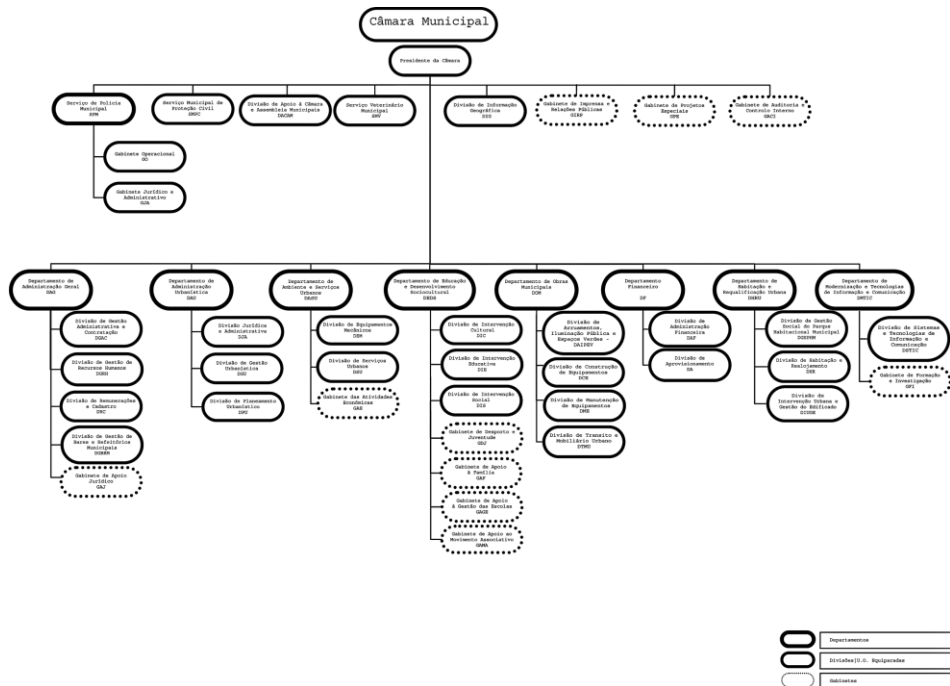 Câmara Municipal
Presidente da Câmara
Serviço de Polícia
Municipal
SPM
Serviço Municipal de
Proteção Civil
SMPC
Divisão de Apoio à Câmara
e Assembleia Municipais
DACAM
Serviço Veterinário
Municipal
SMV
Divisão de Informação
Geográfica
DIG
Gabinete de Imprensa e
Relações Públicas
GIRP
Gabinete de Projetos
Especiais
GPE
Gabinete de Auditoria e
Controlo Interno
GACI
Gabinete Operacional
GO
Gabinete Jurídico e
Administrativo
GJA
Departamento de
Administração Geral
DAG
Departamento de
Administração
Urbanística
DAU
Departamento de
Ambiente e Serviços
Urbanos
DASU
Departamento de Educação
e Desenvolvimento
Sociocultural
DEDS
Departamento de Obras
Municipais
DOM
Departamento
Financeiro
DF
Departamento de
Habitação e
Requalificação Urbana
DHRU
Departamento de
Modernização e Tecnologias
de Informação e Comunicação
DMTIC
Divisão de Gestão
Administrativa e
Contratação
DGAC
Divisão de Gestão de
Recursos Humanos
DGRH
Divisão de Remunerações
e Cadastro
DRC
Divisão de Gestão de
Bares e Refeitórios
Municipais
DGBRM
Gabinete de Apoio
Jurídico
GAJ
Divisão Jurídica
e Administrativa
DJA
Divisão de Gestão
Urbanística
DGU
Divisão de Planeamento
Urbanístico
DPU
Divisão de Equipamentos
Mecânicos
DEM
Divisão de Serviços
Urbanos
DSU
Gabinete das Atividades
Económicas
GAE
Divisão de Intervenção
Cultural
DIC
Divisão de Intervenção
Educativa
DIE
Divisão de Intervenção
Social
DIS
Gabinete de Desporto e
Juventude
GDJ
Gabinete de Apoio
à Família
GAF
Gabinete de Apoio
à Gestão das Escolas
GAGE
Gabinete de Apoio ao
Movimento Associativo
GAMA
Divisão de
Arruamentos,
Iluminação Pública e
Espaços Verdes -
DAIPEV
Divisão de Construção
de Equipamentos
DCE
Divisão de Manutenção
de Equipamentos
DME
Divisão de Transito e
Mobiliário Urbano
DTMU
Divisão de
Administração
Financeira
DAF
Divisão de
Aprovisionamento
DA
Divisão de Gestão
Social do Parque
Habitacional Municipal
DGSPHM
Divisão de Habitação e
Realojamento
DHR
Divisão de
Intervenção Urbana e
Gestão do Edificado
DIUGE
Divisão de Sistemas
e Tecnologias de
Informação e
Comunicação
DSTIC
Gabinete de Formação
e Investigação
GFI
Departamentos
Divisões|U.O. Equiparadas
Gabinetes